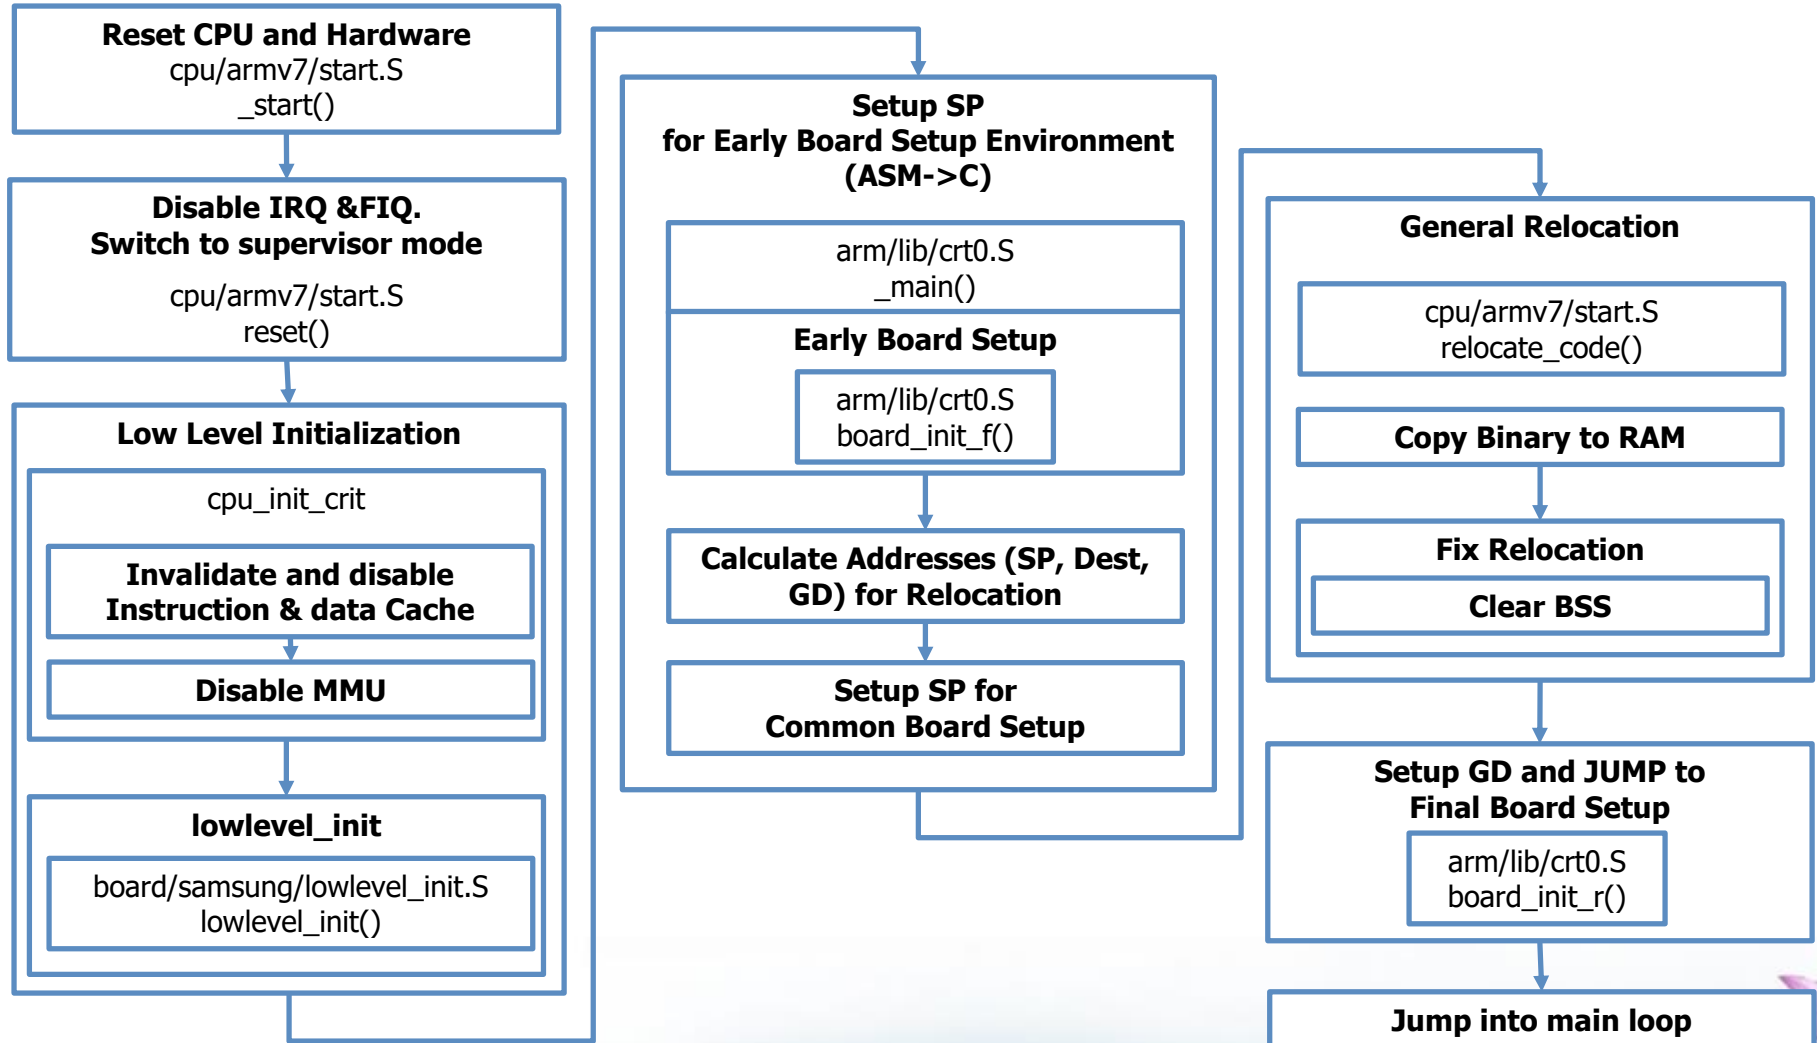 Reset CPU and Hardware
cpu/armv7/start.S
_start()
Disable IRQ &FIQ.
Switch to supervisor mode
cpu/armv7/start.S
reset()
Low Level Initialization
cpu_init_crit
Invalidate and disable
Instruction & data Cache
Disable MMU
lowlevel_init
board/samsung/lowlevel_init.S
lowlevel_init()
Setup SP
for Early Board Setup Environment
(ASM->C)
arm/lib/crt0.S
_main()
Early Board Setup
arm/lib/crt0.S
board_init_f()
Calculate Addresses (SP, Dest,
GD) for Relocation
Setup SP for
Common Board Setup
General Relocation
cpu/armv7/start.S
relocate_code()
Copy Binary to RAM
Fix Relocation
Clear BSS
Setup GD and JUMP to
Final Board Setup
arm/lib/crt0.S
board_init_r()
Jump into main loop